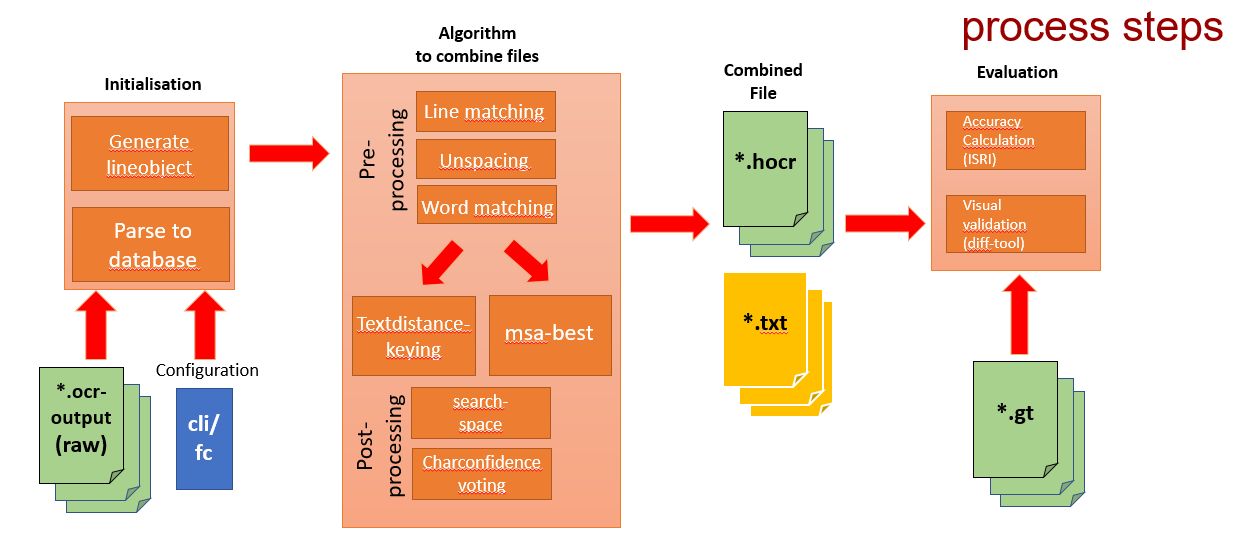 process steps
Initialisation
Generate
lineobject
Parse to
database
*.ocr-
output
(raw)
Configuration
cli/
fc
Algorithm
to combine files
Pre-
processing
Line matching
Unspacing
Word matching
Textdistance-
keying
msa-best
Post-
processing
search-
space
Charconfidence
voting
Combined
File
*.hocr
*.txt
Evaluation
Accuracy
Calculation
(ISRI)
Visual
validation
(diff-tool)
*.gt